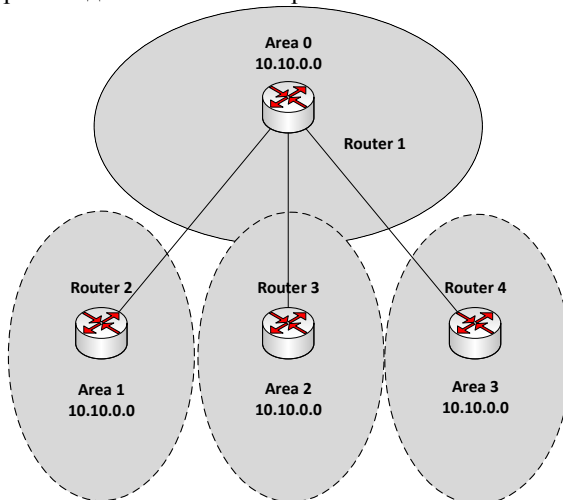 Area 0
10.10.0.0
Router 1
Router 2
Router 3
Router 4
Area 1
10.10.0.0
Area 2
10.10.0.0
Area 3
10.10.0.0